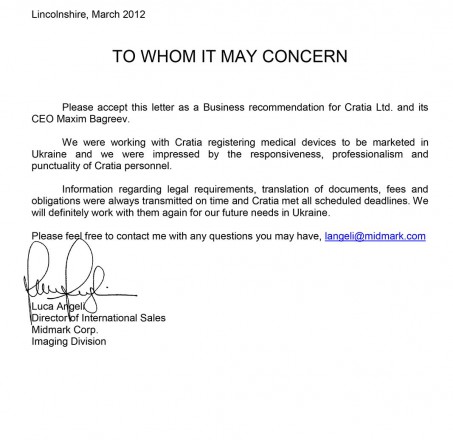 Lincolnshire, March 2012
TO WHOM IT MAY CONCERN
Please accept this letter as a Business recommendation for Cratia Ltd. and its
CEO Maxim Bagreev.
We were working with Cratia registering medical devices to be marketed in
Ukraine and we were impressed by the responsiveness, professionalism and
punctuality of Cratia personnel.
Information regarding legal requirements, translation of documents, fees and
obligations were always transmitted on time and Cratia met all scheduled deadlines. We
will definitely work with them again for our future needs in Ukraine.
Please feel free to contact me with any questions you may have, langeli@midmark.com
Luca Angeli
Director of International Sales
Midmark Corp.
Imaging Division